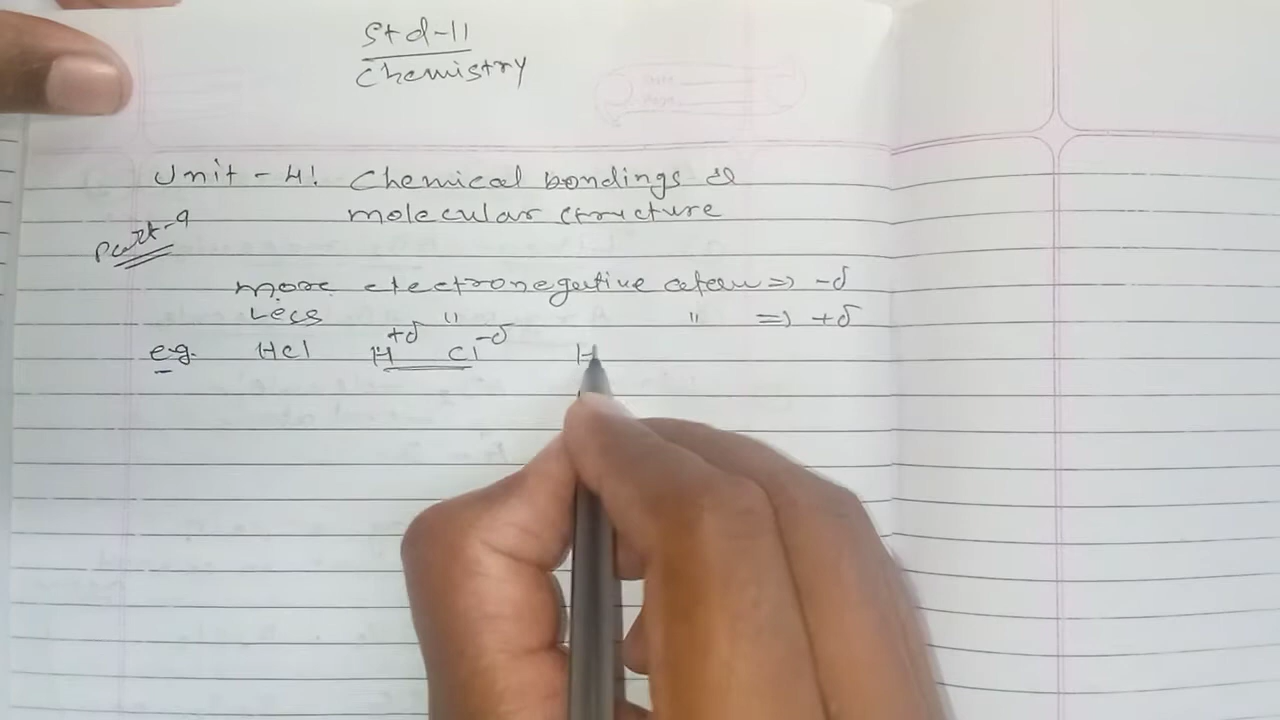 Std-11
Chemistry
Unit-4! Chemical bondings &
molecular structure
Part-9
more electronegative atom => -δ
Less " " => +δ
e.g. HCl H+δ Cl-δ H